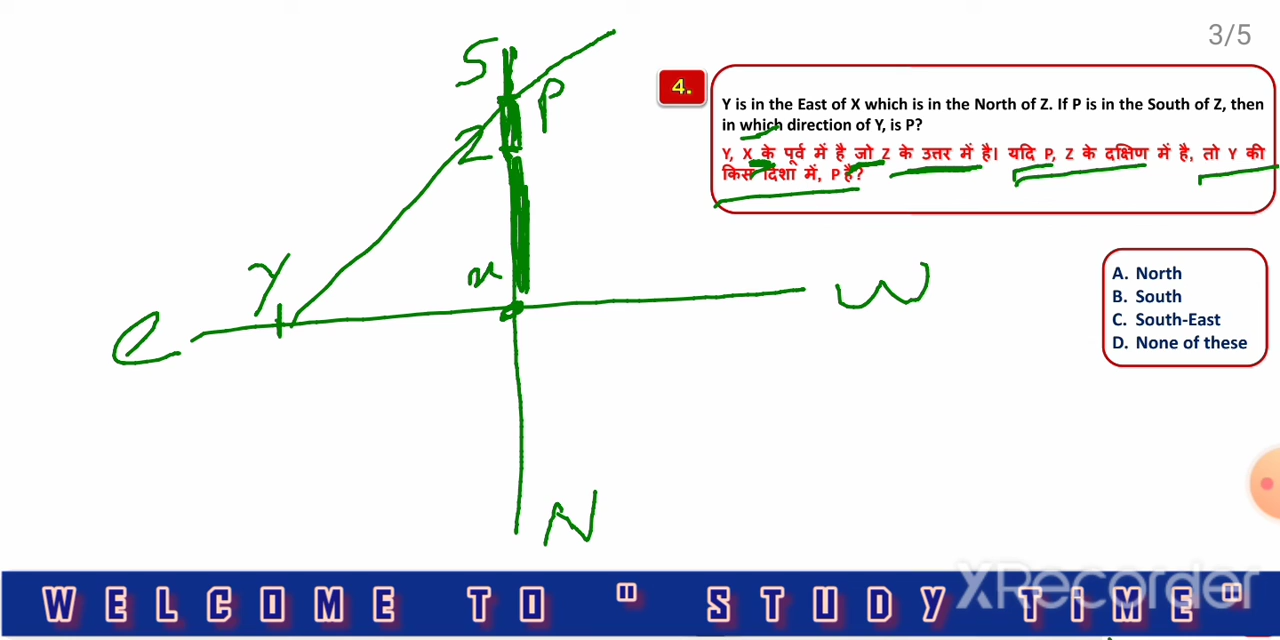 3/5
4.
Y is in the East of X which is in the North of Z. If P is in the South of Z, then
in which direction of Y, is P?
Y, X के पूर्व में है जो Z के उत्तर में है। यदि P, Z के दक्षिण में है, तो Y की
किस दिशा में, P है?
A. North
B. South
C. South-East
D. None of these
S
P
Z
Y
x
e
W
N
WELCOME TO " STUDY TiME "
XRecorder